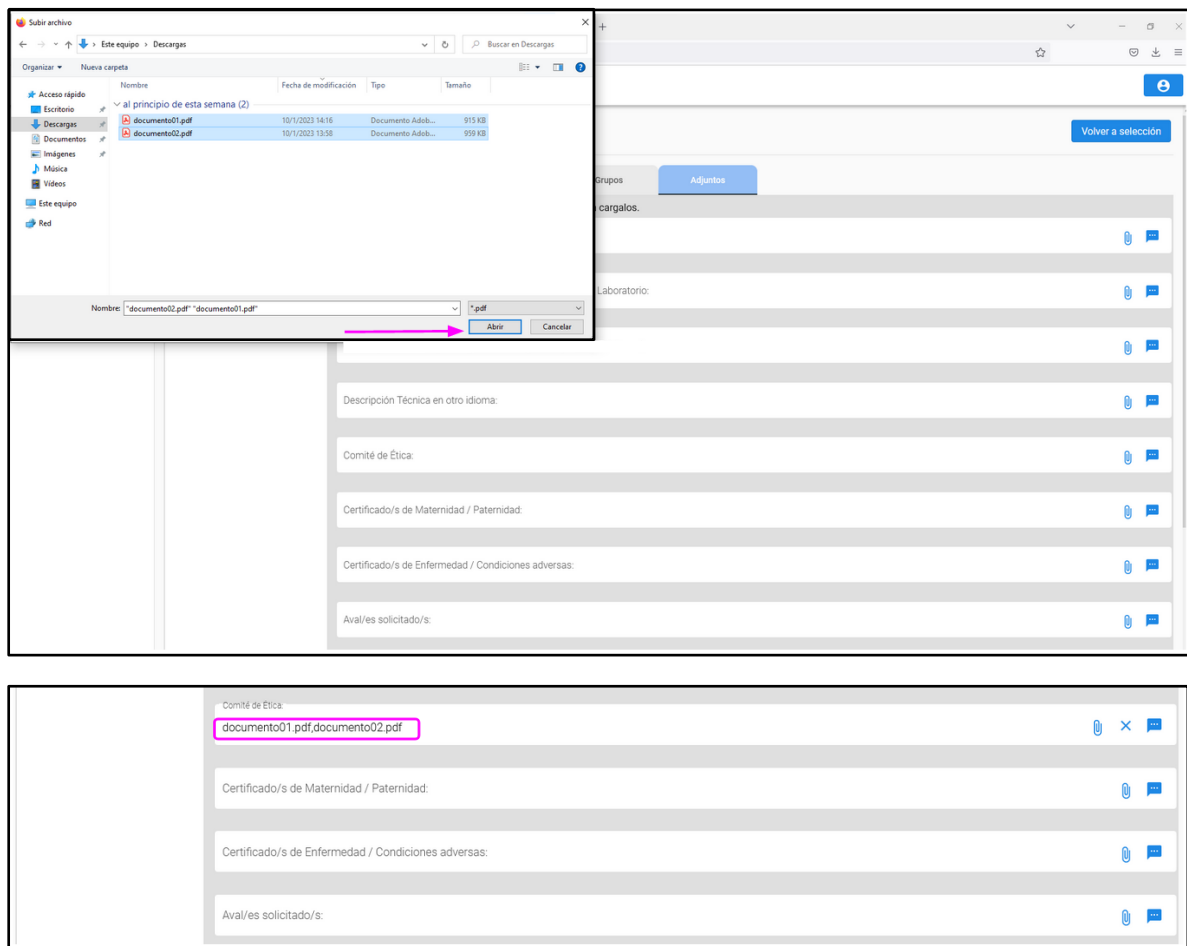 Subir archivo
Este equipo > Descargas
Buscar en Descargas
Organizar
Nueva carpeta
Nombre
Fecha de modificación
Tipo
Tamaño
Acceso rápido
Escritorio
Descargas
Documentos
Imágenes
Música
Vídeos
Este equipo
Red
al principio de esta semana (2)
documento01.pdf 10/1/2023 14:16 Documento Adob... 915 KB
documento02.pdf 10/1/2023 13:58 Documento Adob... 959 KB
Nombre: "documento02.pdf" "documento01.pdf"
*.pdf
Abrir
Cancelar
Volver a selección
Grupos
Adjuntos
cargalos.
Laboratorio:
Descripción Técnica en otro idioma:
Comité de Ética:
Certificado/s de Maternidad / Paternidad:
Certificado/s de Enfermedad / Condiciones adversas:
Aval/es solicitado/s:
Comité de Ética:
documento01.pdf,documento02.pdf
Certificado/s de Maternidad / Paternidad:
Certificado/s de Enfermedad / Condiciones adversas:
Aval/es solicitado/s: